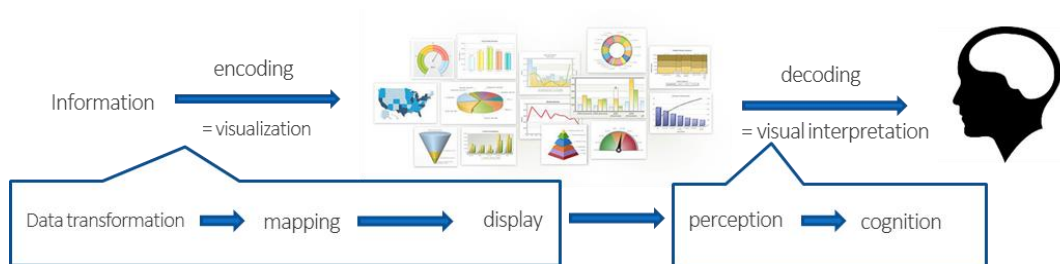 encoding
Information
= visualization
decoding
= visual interpretation
Data transformation
mapping
display
perception
cognition